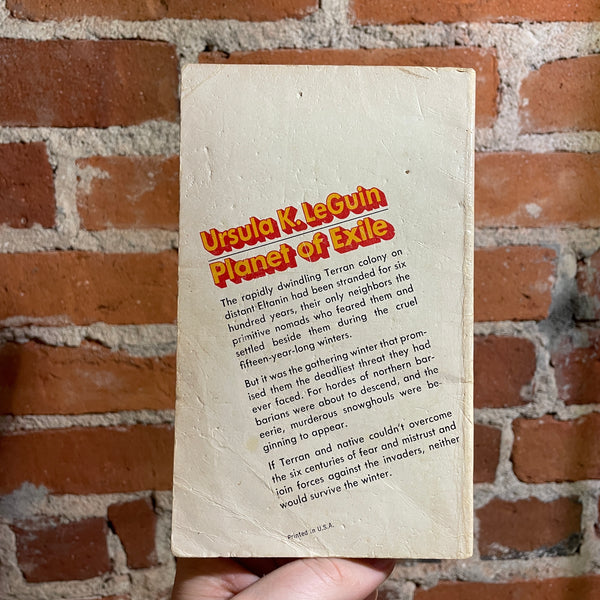 Ursula K. LeGuin
Planet of Exile
The rapidly dwindling Terran colony on
distant Eltanin had been stranded for six
hundred years, their only neighbors the
primitive nomads who feared them and
settled beside them during the cruel
fifteen-year-long winters.
But it was the gathering winter that prom-
ised them the deadliest threat they had
ever faced. For hordes of northern bar-
barians were about to descend, and the
eerie, murderous snowghouls were be-
ginning to appear.
If Terran and native couldn't overcome
the six centuries of fear and mistrust and
join forces against the invaders, neither
would survive the winter.
Printed in U.S.A.